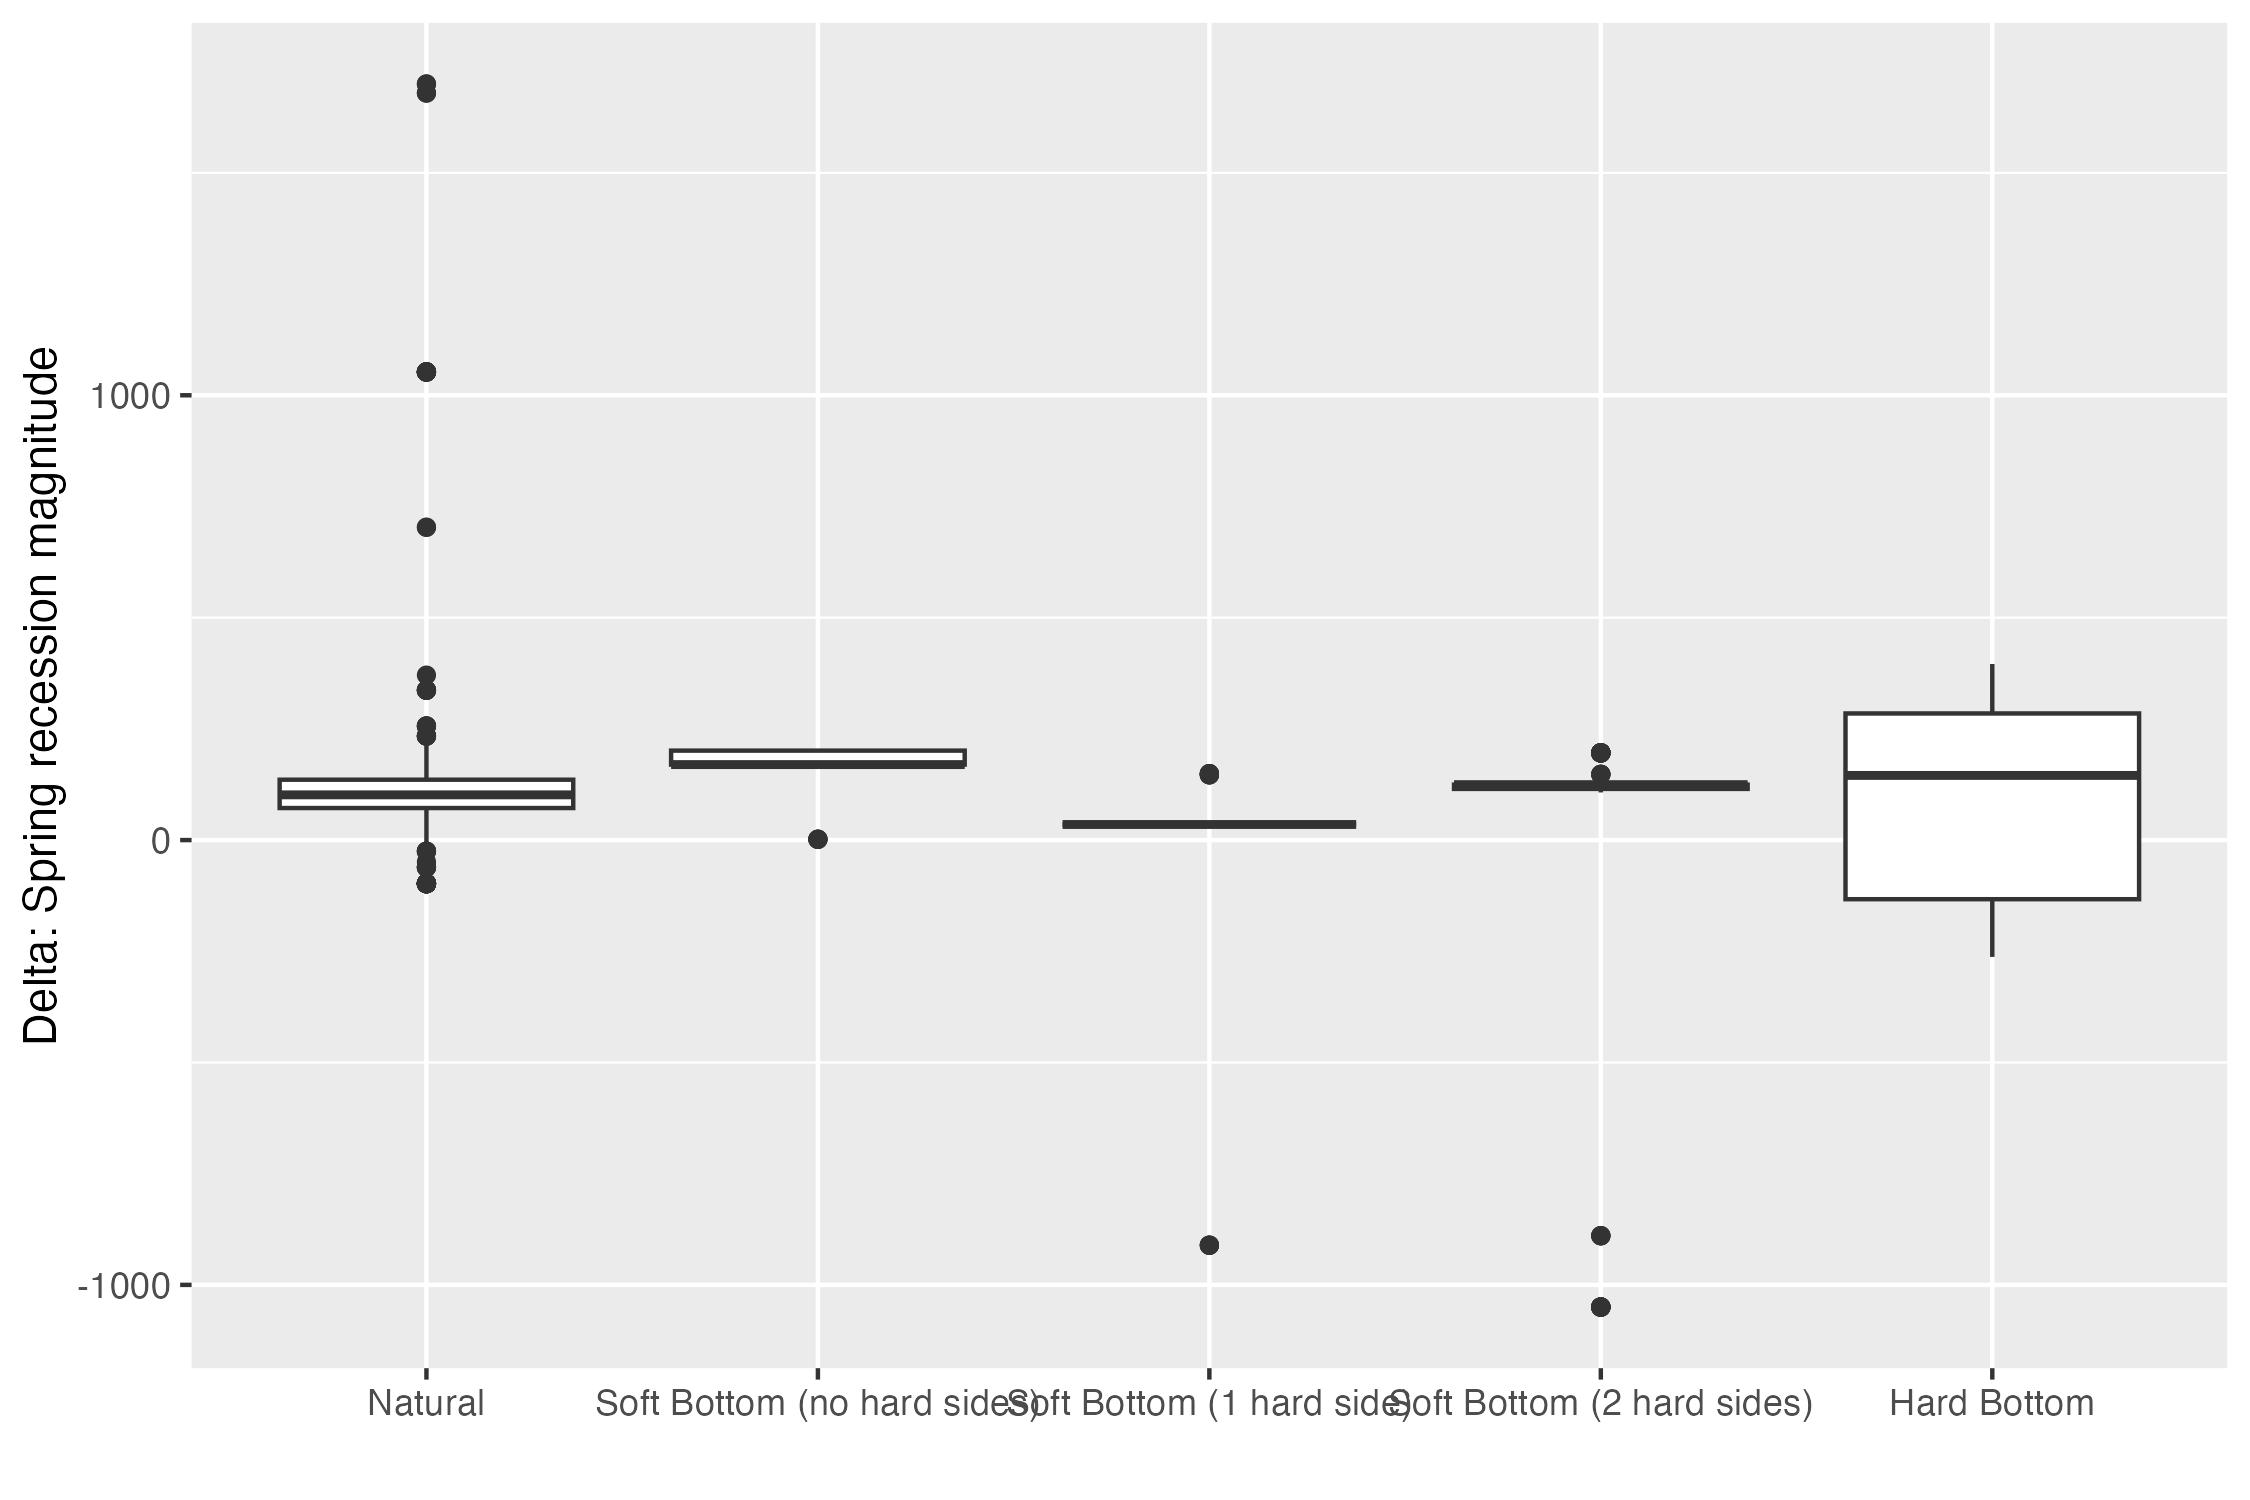 Delta: Spring recession magnitude
1000
0
-1000
Natural
Soft Bottom (no hard sides)
Soft Bottom (1 hard side)
Soft Bottom (2 hard sides)
Hard Bottom